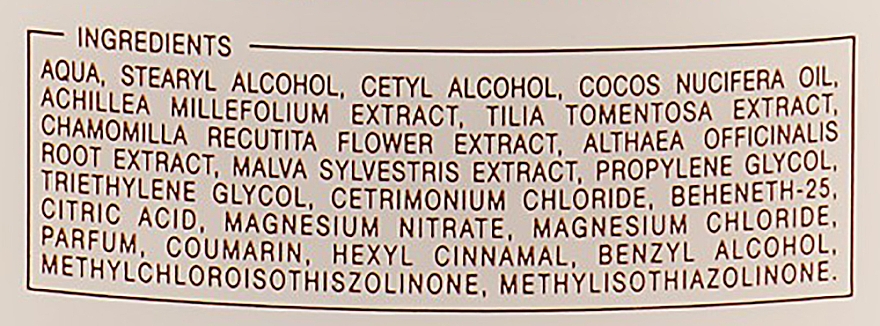 INGREDIENTS
AQUA, STEARYL ALCOHOL, CETYL ALCOHOL, COCOS NUCIFERA OIL,
ACHILLEA MILLEFOLIUM EXTRACT, TILIA TOMENTOSA EXTRACT,
CHAMOMILLA RECUTITA FLOWER EXTRACT, ALTHAEA OFFICINALIS
ROOT EXTRACT, MALVA SYLVESTRIS EXTRACT, PROPYLENE GLYCOL,
TRIETHYLENE GLYCOL, CETRIMONIUM CHLORIDE, BEHENETH-25,
CITRIC ACID, MAGNESIUM NITRATE, MAGNESIUM CHLORIDE,
PARFUM, COUMARIN, HEXYL CINNAMAL, BENZYL ALCOHOL,
METHYLCHLOROISOTHISZOLINONE, METHYLISOTHIAZOLINONE.